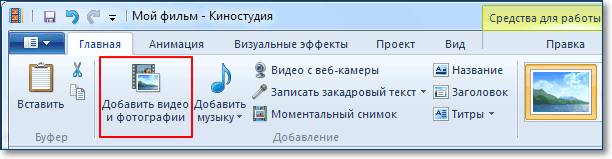 Мой фильм - Киностудия
Средства для работы
Главная Анимация Визуальные эффекты Проект Вид Правка
Вставить
Добавить видео
и фотографии
Добавить
музыку
Видео с веб-камеры
Записать закадровый текст
Моментальный снимок
Название
Заголовок
Титры
Буфер
Добавление